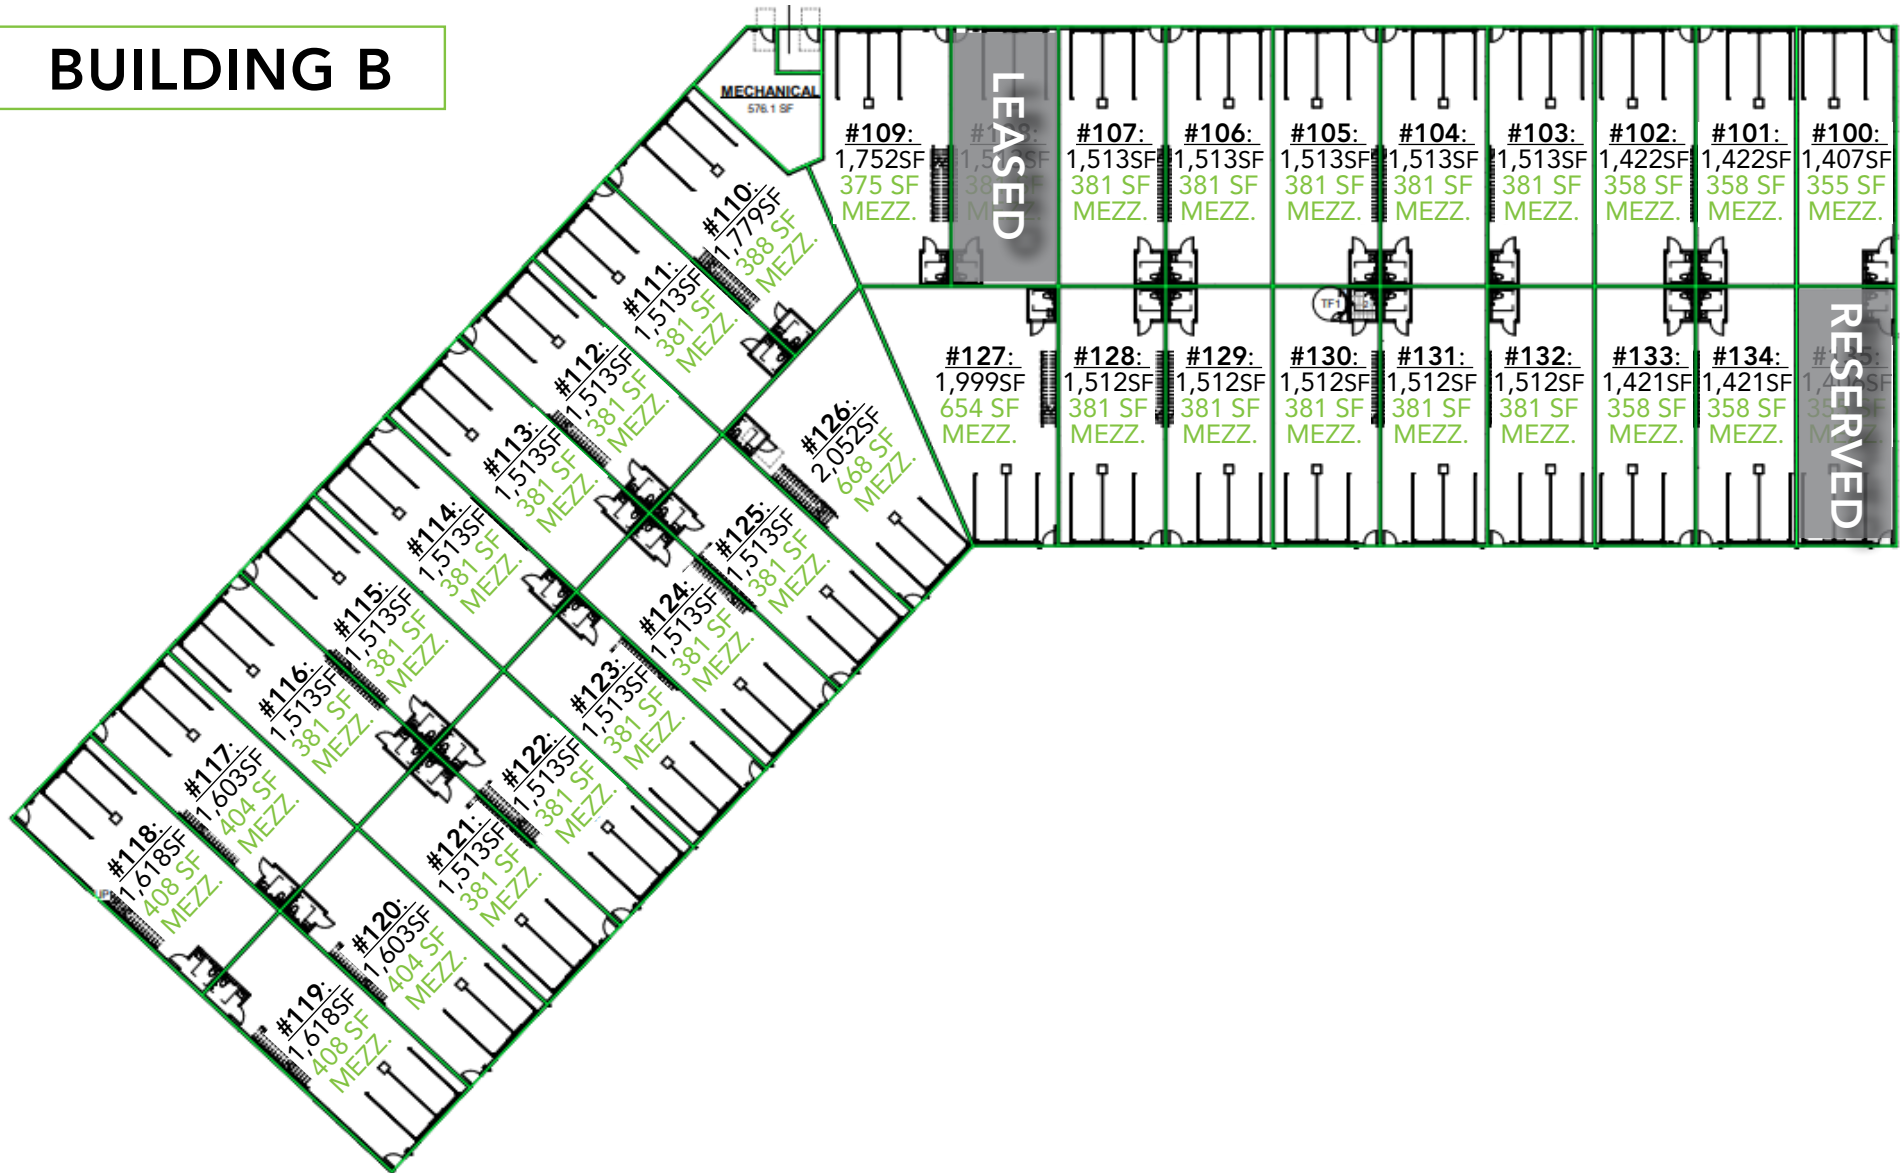 BUILDING B
MECHANICAL
576.1 SF
#109:
1,752SF
375 SF
MEZZ.
LEASED
#107:
1,513SF
381 SF
MEZZ.
#106:
1,513SF
381 SF
MEZZ.
#105:
1,513SF
381 SF
MEZZ.
#104:
1,513SF
381 SF
MEZZ.
#103:
1,513SF
381 SF
MEZZ.
#102:
1,422SF
358 SF
MEZZ.
#101:
1,422SF
358 SF
MEZZ.
#100:
1,407SF
355 SF
MEZZ.
#110:
1,779SF
388 SF
MEZZ.
#111:
1,513SF
381 SF
MEZZ.
#112:
1,513SF
381 SF
MEZZ.
#113:
1,513SF
381 SF
MEZZ.
#114:
1,513SF
381 SF
MEZZ.
#115:
1,513SF
381 SF
MEZZ.
#116:
1,513SF
381 SF
MEZZ.
#117:
1,603SF
404 SF
MEZZ.
#118:
1,618SF
408 SF
MEZZ.
UP
#119:
1,618SF
408 SF
MEZZ.
#120:
1,603SF
404 SF
MEZZ.
#121:
1,513SF
381 SF
MEZZ.
#122:
1,513SF
381 SF
MEZZ.
#123:
1,513SF
381 SF
MEZZ.
#124:
1,513SF
381 SF
MEZZ.
#125:
1,513SF
381 SF
MEZZ.
#126:
2,052SF
668 SF
MEZZ.
#127:
1,999SF
654 SF
MEZZ.
#128:
1,512SF
381 SF
MEZZ.
#129:
1,512SF
381 SF
MEZZ.
TF1
#130:
1,512SF
381 SF
MEZZ.
#131:
1,512SF
381 SF
MEZZ.
#132:
1,512SF
381 SF
MEZZ.
#133:
1,421SF
358 SF
MEZZ.
#134:
1,421SF
358 SF
MEZZ.
RESERVED